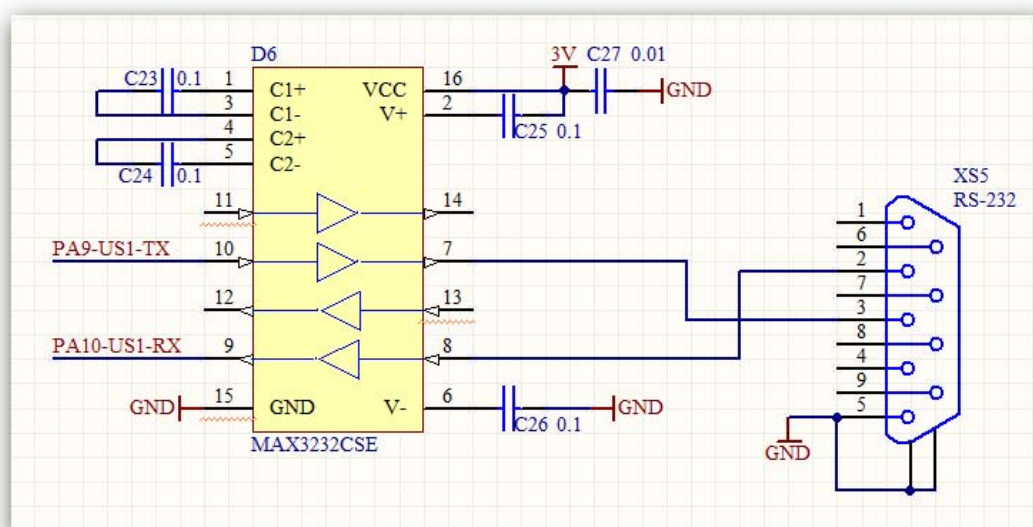 D6
3V
C27 0.01
C23 0.1
1
C1+
VCC
16
GND
3
C1-
V+
2
4
C2+
C25 0.1
5
C2-
C24 0.1
XS5
RS-232
11
14
1
6
PA9-US1-TX
10
7
2
7
12
13
3
8
PA10-US1-RX
9
8
4
9
GND
15
GND
V-
6
GND
5
C26 0.1
MAX3232CSE
GND